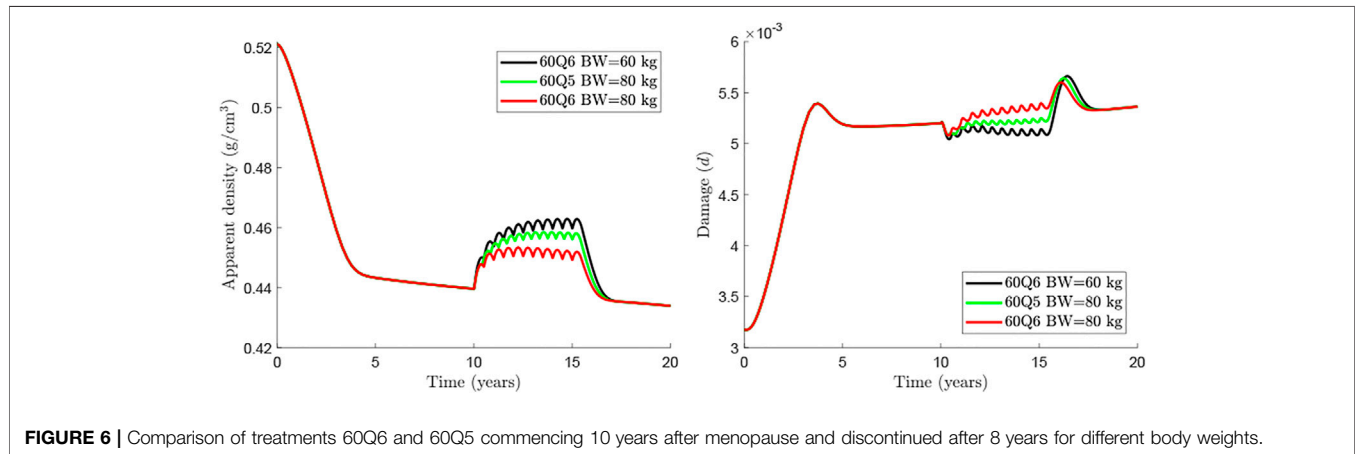 0.52
0.5
0.48
0.46
0.44
0.42
0
5
10
15
20
Apparent density (g/cm³)
Time (years)
60Q6 BW=60 kg
60Q5 BW=80 kg
60Q6 BW=80 kg
×10⁻³
6
5.5
5
4.5
4
3.5
3
0
5
10
15
20
Damage (d)
Time (years)
60Q6 BW=60 kg
60Q5 BW=80 kg
60Q6 BW=80 kg
FIGURE 6 | Comparison of treatments 60Q6 and 60Q5 commencing 10 years after menopause and discontinued after 8 years for different body weights.